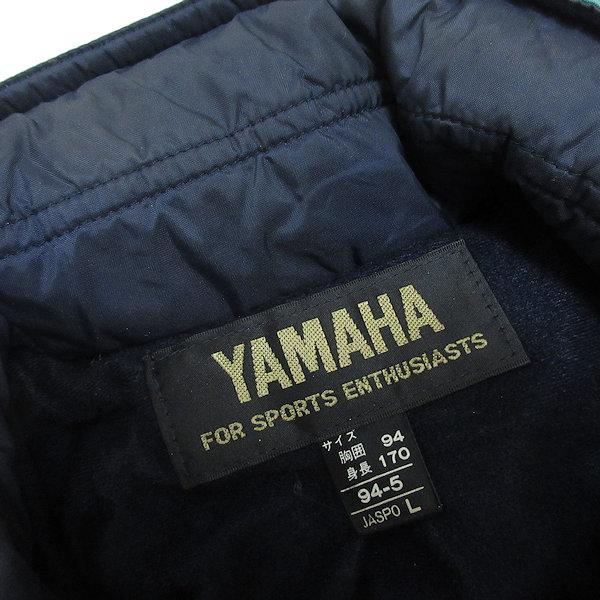 YAMAHA
FOR SPORTS ENTHUSIASTS
サイズ
胸囲 94
身長 170
94-5
JASPO L